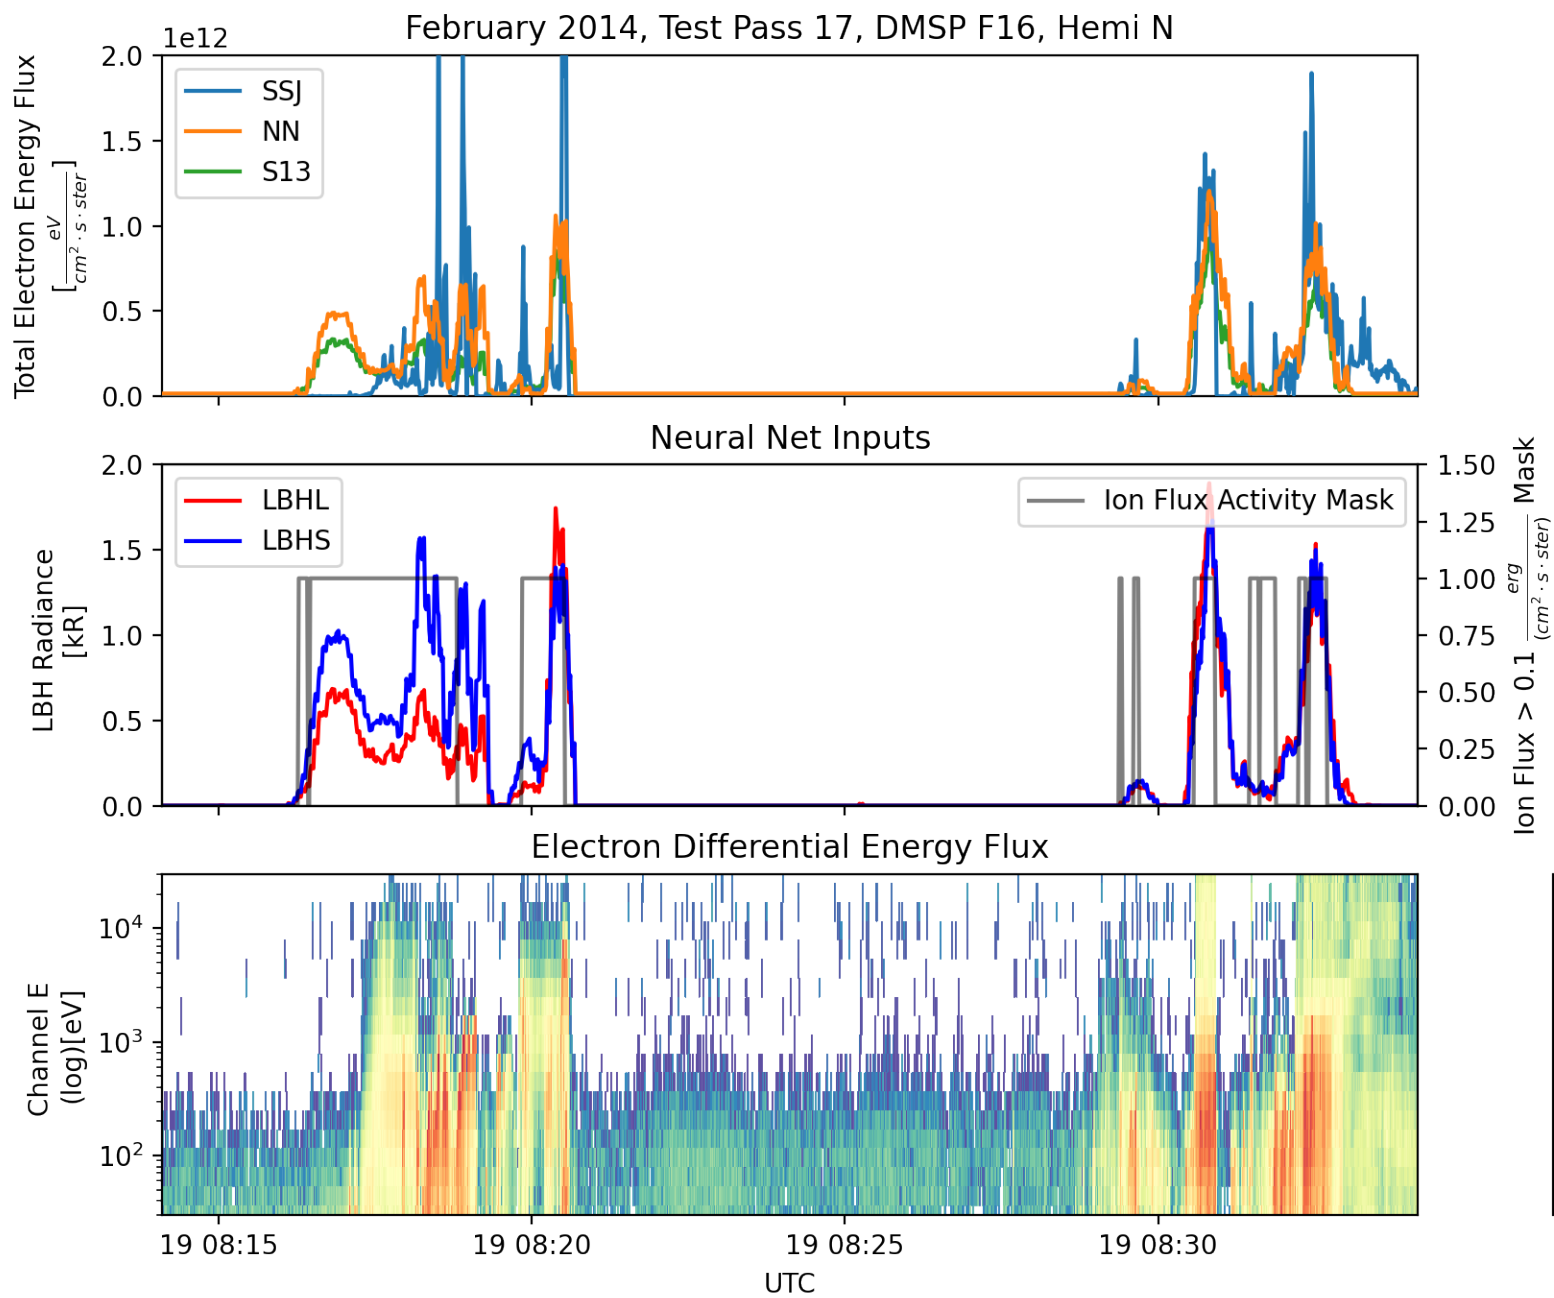 February 2014, Test Pass 17, DMSP F16, Hemi N
1e12
Total Electron Energy Flux
[eV / cm² · s · ster]
2.0
1.5
1.0
0.5
0.0
SSJ
NN
S13
Neural Net Inputs
LBH Radiance
[kR]
2.0
1.5
1.0
0.5
0.0
LBHL
LBHS
Ion Flux Activity Mask
1.50
1.25
1.00
0.75
0.50
0.25
0.00
Ion Flux > 0.1 erg / (cm² · s · ster) Mask
Electron Differential Energy Flux
Channel E
(log)[eV]
10⁴
10³
10²
19 08:15
19 08:20
19 08:25
19 08:30
UTC